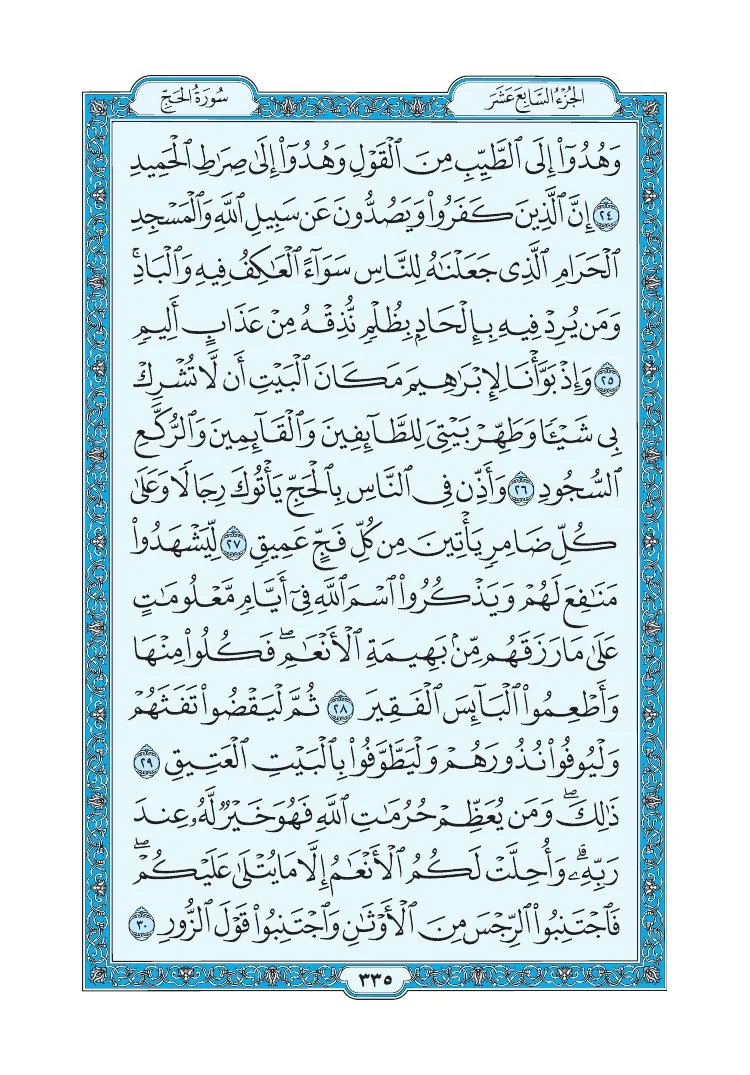 الجزء السابع عشر
سورة الحج
وَهُدُوٓا۟ إِلَى ٱلطَّيِّبِ مِنَ ٱلْقَوْلِ وَهُدُوٓا۟ إِلَىٰ صِرَٰطِ ٱلْحَمِيدِ
٢٤ إِنَّ ٱلَّذِينَ كَفَرُوا۟ وَيَصُدُّونَ عَن سَبِيلِ ٱللَّهِ وَٱلْمَسْجِدِ
ٱلْحَرَامِ ٱلَّذِى جَعَلْنَٰهُ لِلنَّاسِ سَوَآءً ٱلْعَٰكِفُ فِيهِ وَٱلْبَادِ ۚ
وَمَن يُرِدْ فِيهِ بِإِلْحَادٍۭ بِظُلْمٍ نُّذِقْهُ مِنْ عَذَابٍ أَلِيمٍ
٢٥ وَإِذْ بَوَّأْنَا لِإِبْرَٰهِيمَ مَكَانَ ٱلْبَيْتِ أَن لَّا تُشْرِكْ
بِى شَيْـًٔا وَطَهِّرْ بَيْتِىَ لِلطَّآئِفِينَ وَٱلْقَآئِمِينَ وَٱلرُّكَّعِ
ٱلسُّجُودِ ٢٦ وَأَذِّن فِى ٱلنَّاسِ بِٱلْحَجِّ يَأْتُوكَ رِجَالًا وَعَلَىٰ
كُلِّ ضَامِرٍ يَأْتِينَ مِن كُلِّ فَجٍّ عَمِيقٍ ٢٧ لِّيَشْهَدُوا۟
مَنَٰفِعَ لَهُمْ وَيَذْكُرُوا۟ ٱسْمَ ٱللَّهِ فِىٓ أَيَّامٍ مَّعْلُومَٰتٍ
عَلَىٰ مَا رَزَقَهُم مِّنۢ بَهِيمَةِ ٱلْأَنْعَٰمِ ۖ فَكُلُوا۟ مِنْهَا
وَأَطْعِمُوا۟ ٱلْبَآئِسَ ٱلْفَقِيرَ ٢٨ ثُمَّ لْيَقْضُوا۟ تَفَثَهُمْ
وَلْيُوفُوا۟ نُذُورَهُمْ وَلْيَطَّوَّفُوا۟ بِٱلْبَيْتِ ٱلْعَتِيقِ ٢٩
ذَٰلِكَ ۖ وَمَن يُعَظِّمْ حُرُمَٰتِ ٱللَّهِ فَهُوَ خَيْرٌ لَّهُۥ عِندَ
رَبِّهِۦ ۗ وَأُحِلَّتْ لَكُمُ ٱلْأَنْعَٰمُ إِلَّا مَا يُتْلَىٰ عَلَيْكُمْ ۖ
فَٱجْتَنِبُوا۟ ٱلرِّجْسَ مِنَ ٱلْأَوْثَٰنِ وَٱجْتَنِبُوا۟ قَوْلَ ٱلزُّورِ ٣٠
٣٣٥